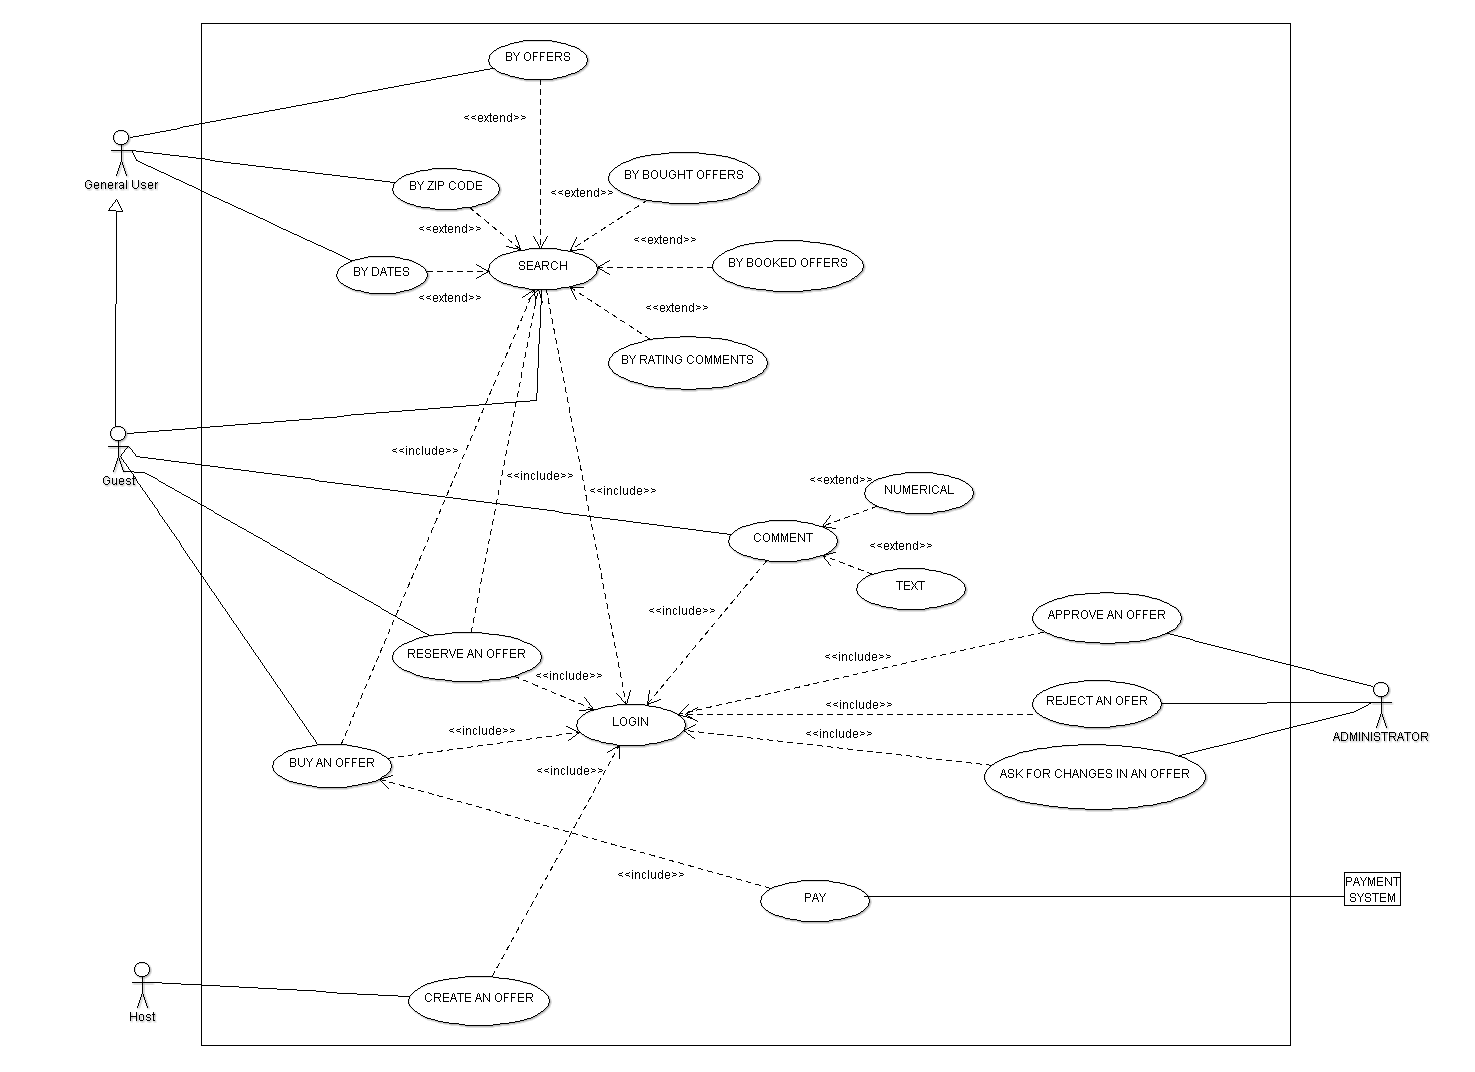 BY OFFERS
<<extend>>
General User
BY ZIP CODE
BY BOUGHT OFFERS
<<extend>>
<<extend>>
<<extend>>
BY DATES
SEARCH
BY BOOKED OFFERS
<<extend>>
<<extend>>
BY RATING COMMENTS
Guest
<<include>>
<<include>>
<<include>>
<<extend>>
NUMERICAL
COMMENT
<<extend>>
TEXT
<<include>>
APPROVE AN OFFER
RESERVE AN OFFER
<<include>>
<<include>>
<<include>>
REJECT AN OFER
LOGIN
<<include>>
<<include>>
ADMINISTRATOR
BUY AN OFFER
<<include>>
ASK FOR CHANGES IN AN OFFER
<<include>>
PAY
PAYMENT
SYSTEM
CREATE AN OFFER
Host